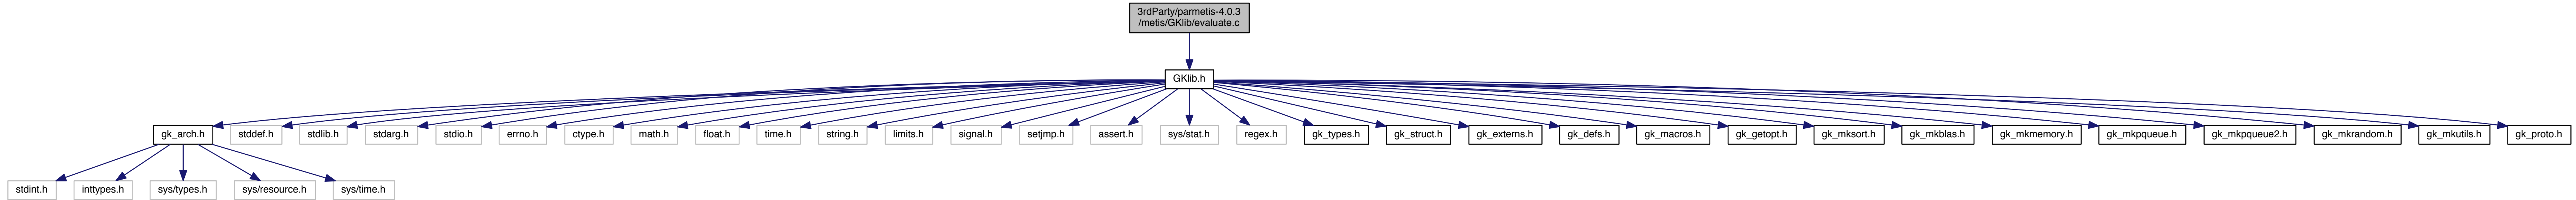 3rdParty/parmetis-4.0.3
/metis/GKlib/evaluate.c
GKlib.h
gk_arch.h
stddef.h
stdlib.h
stdarg.h
stdio.h
errno.h
ctype.h
math.h
float.h
time.h
string.h
limits.h
signal.h
setjmp.h
assert.h
sys/stat.h
regex.h
gk_types.h
gk_struct.h
gk_externs.h
gk_defs.h
gk_macros.h
gk_getopt.h
gk_mksort.h
gk_mkblas.h
gk_mkmemory.h
gk_mkpqueue.h
gk_mkpqueue2.h
gk_mkrandom.h
gk_mkutils.h
gk_proto.h
stdint.h
inttypes.h
sys/types.h
sys/resource.h
sys/time.h